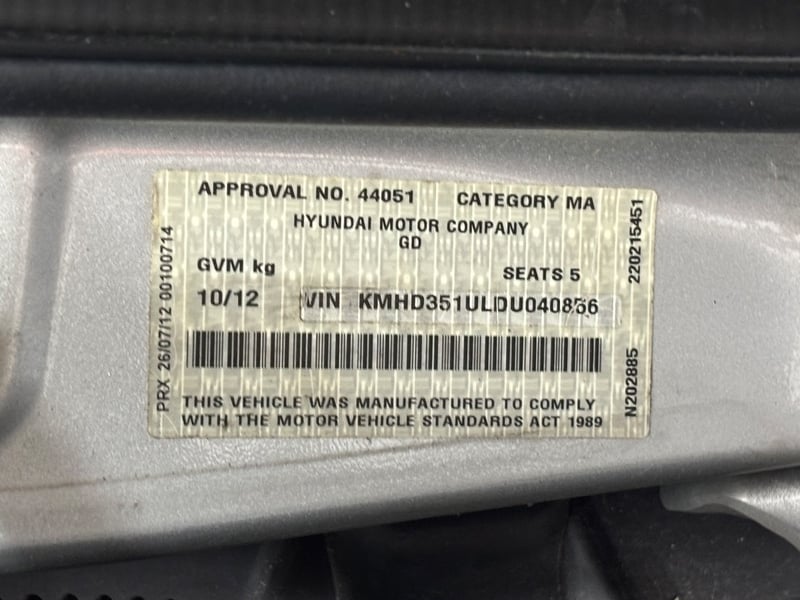 APPROVAL NO. 44051 CATEGORY MA
HYUNDAI MOTOR COMPANY
GD
GVM kg SEATS 5
10/12 VIN KMHD351ULDU040856
THIS VEHICLE WAS MANUFACTURED TO COMPLY
WITH THE MOTOR VEHICLE STANDARDS ACT 1989
PRX 26/07/12 00100714
N202885 220215451